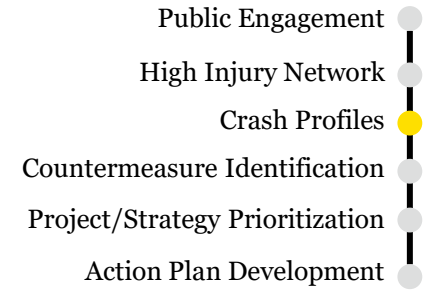 Public Engagement
High Injury Network
Crash Profiles
Countermeasure Identification
Project/Strategy Prioritization
Action Plan Development